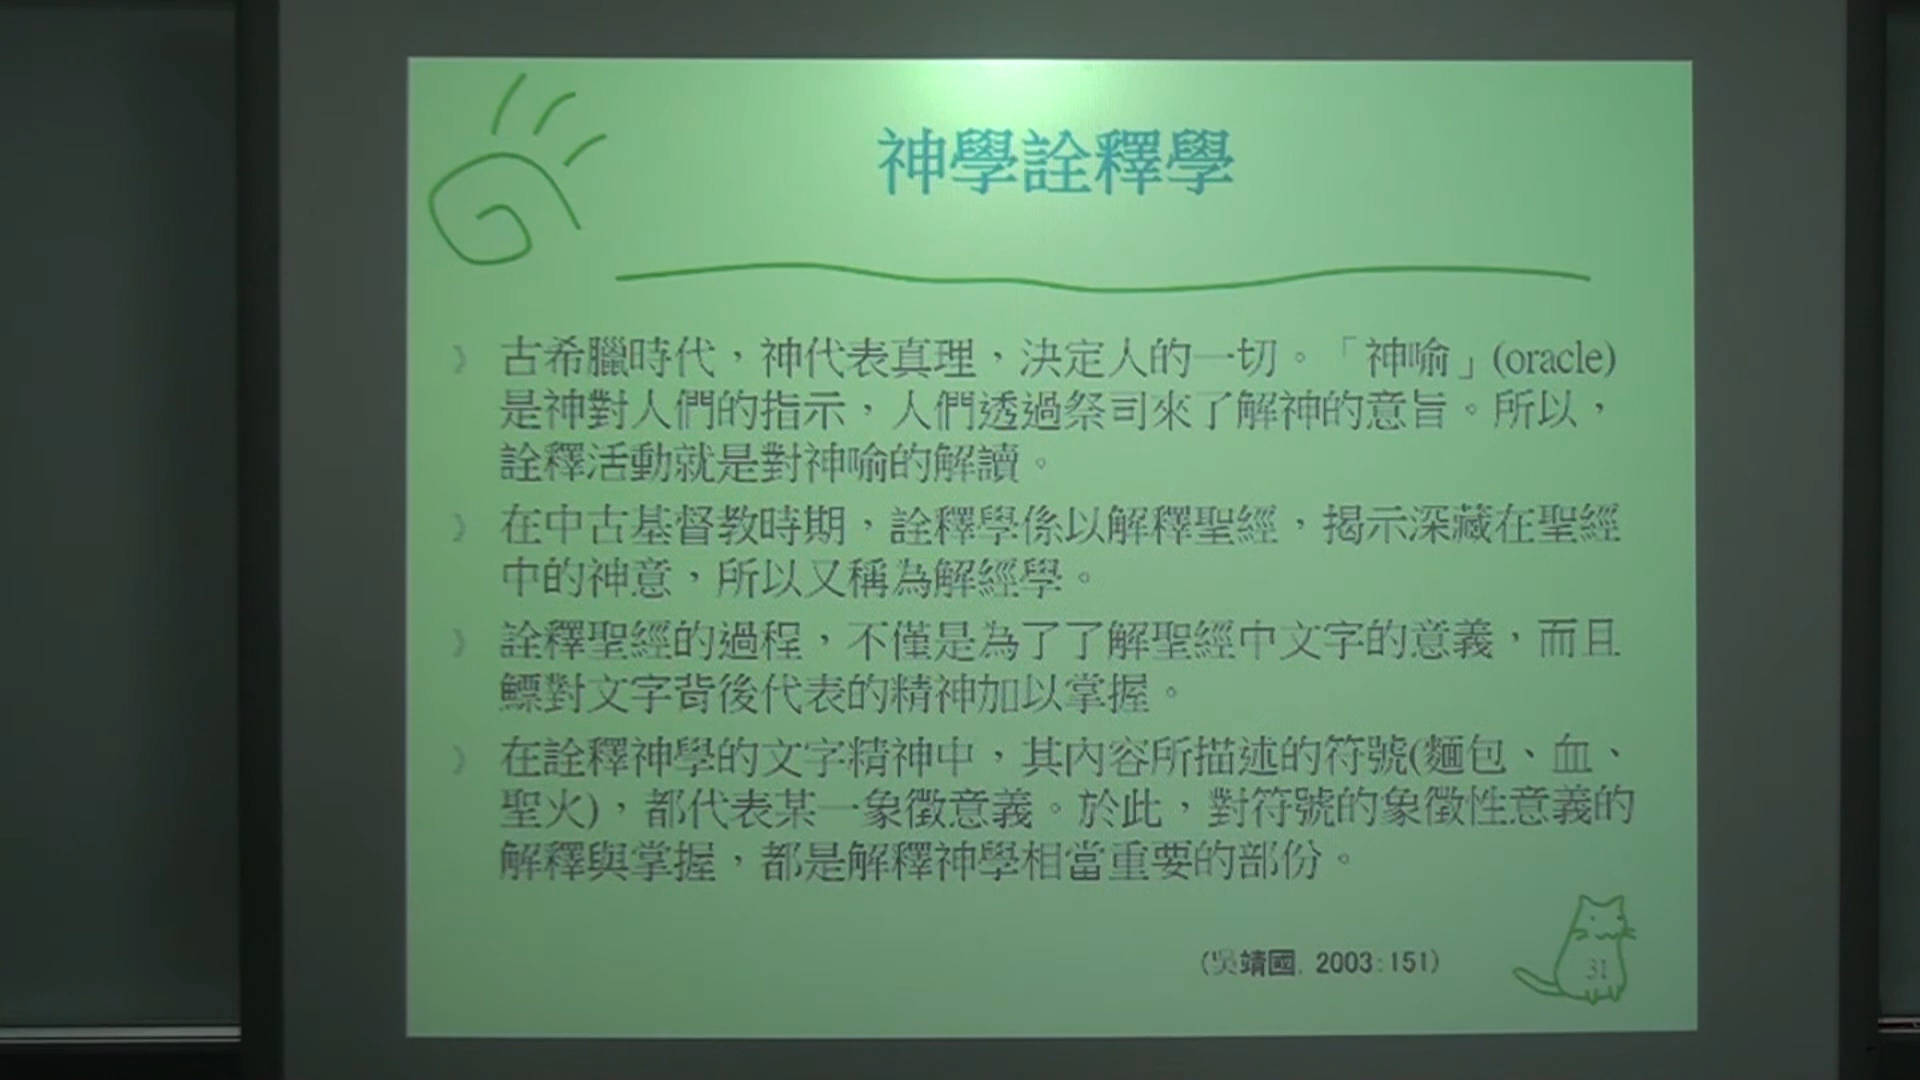 神學詮釋學
古希臘時代，神代表真理，決定人的一切。「神喻」(oracle)
是神對人們的指示，人們透過祭司來了解神的意旨。所以，
詮釋活動就是對神喻的解讀。
在中古基督教時期，詮釋學係以解釋聖經，揭示深藏在聖經
中的神意，所以又稱為解經學。
詮釋聖經的過程，不僅是為了了解聖經中文字的意義，而且
對文字背後代表的精神加以掌握。
在詮釋神學的文字精神中，其內容所描述的符號(麵包、血、
聖火)，都代表某一象徵意義。於此，對符號的象徵性意義的
解釋與掌握，都是解釋神學相當重要的部份。
(吳靖國, 2003:151)
31